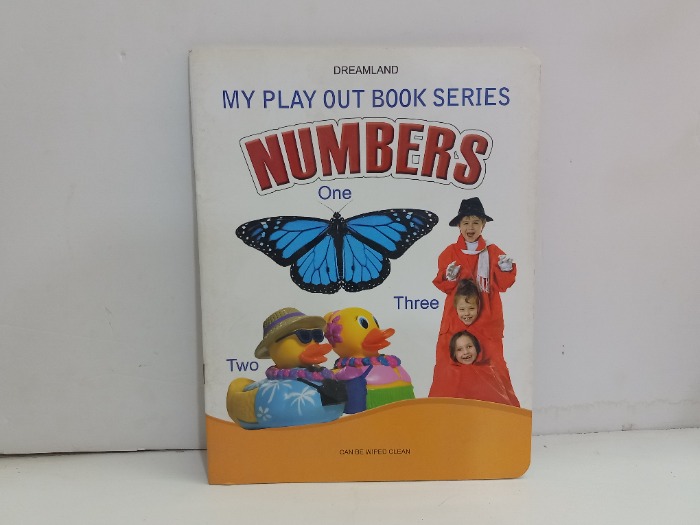 DREAMLAND
MY PLAY OUT BOOK SERIES
NUMBERS
One
Three
Two
CAN BE WIPED CLEAN